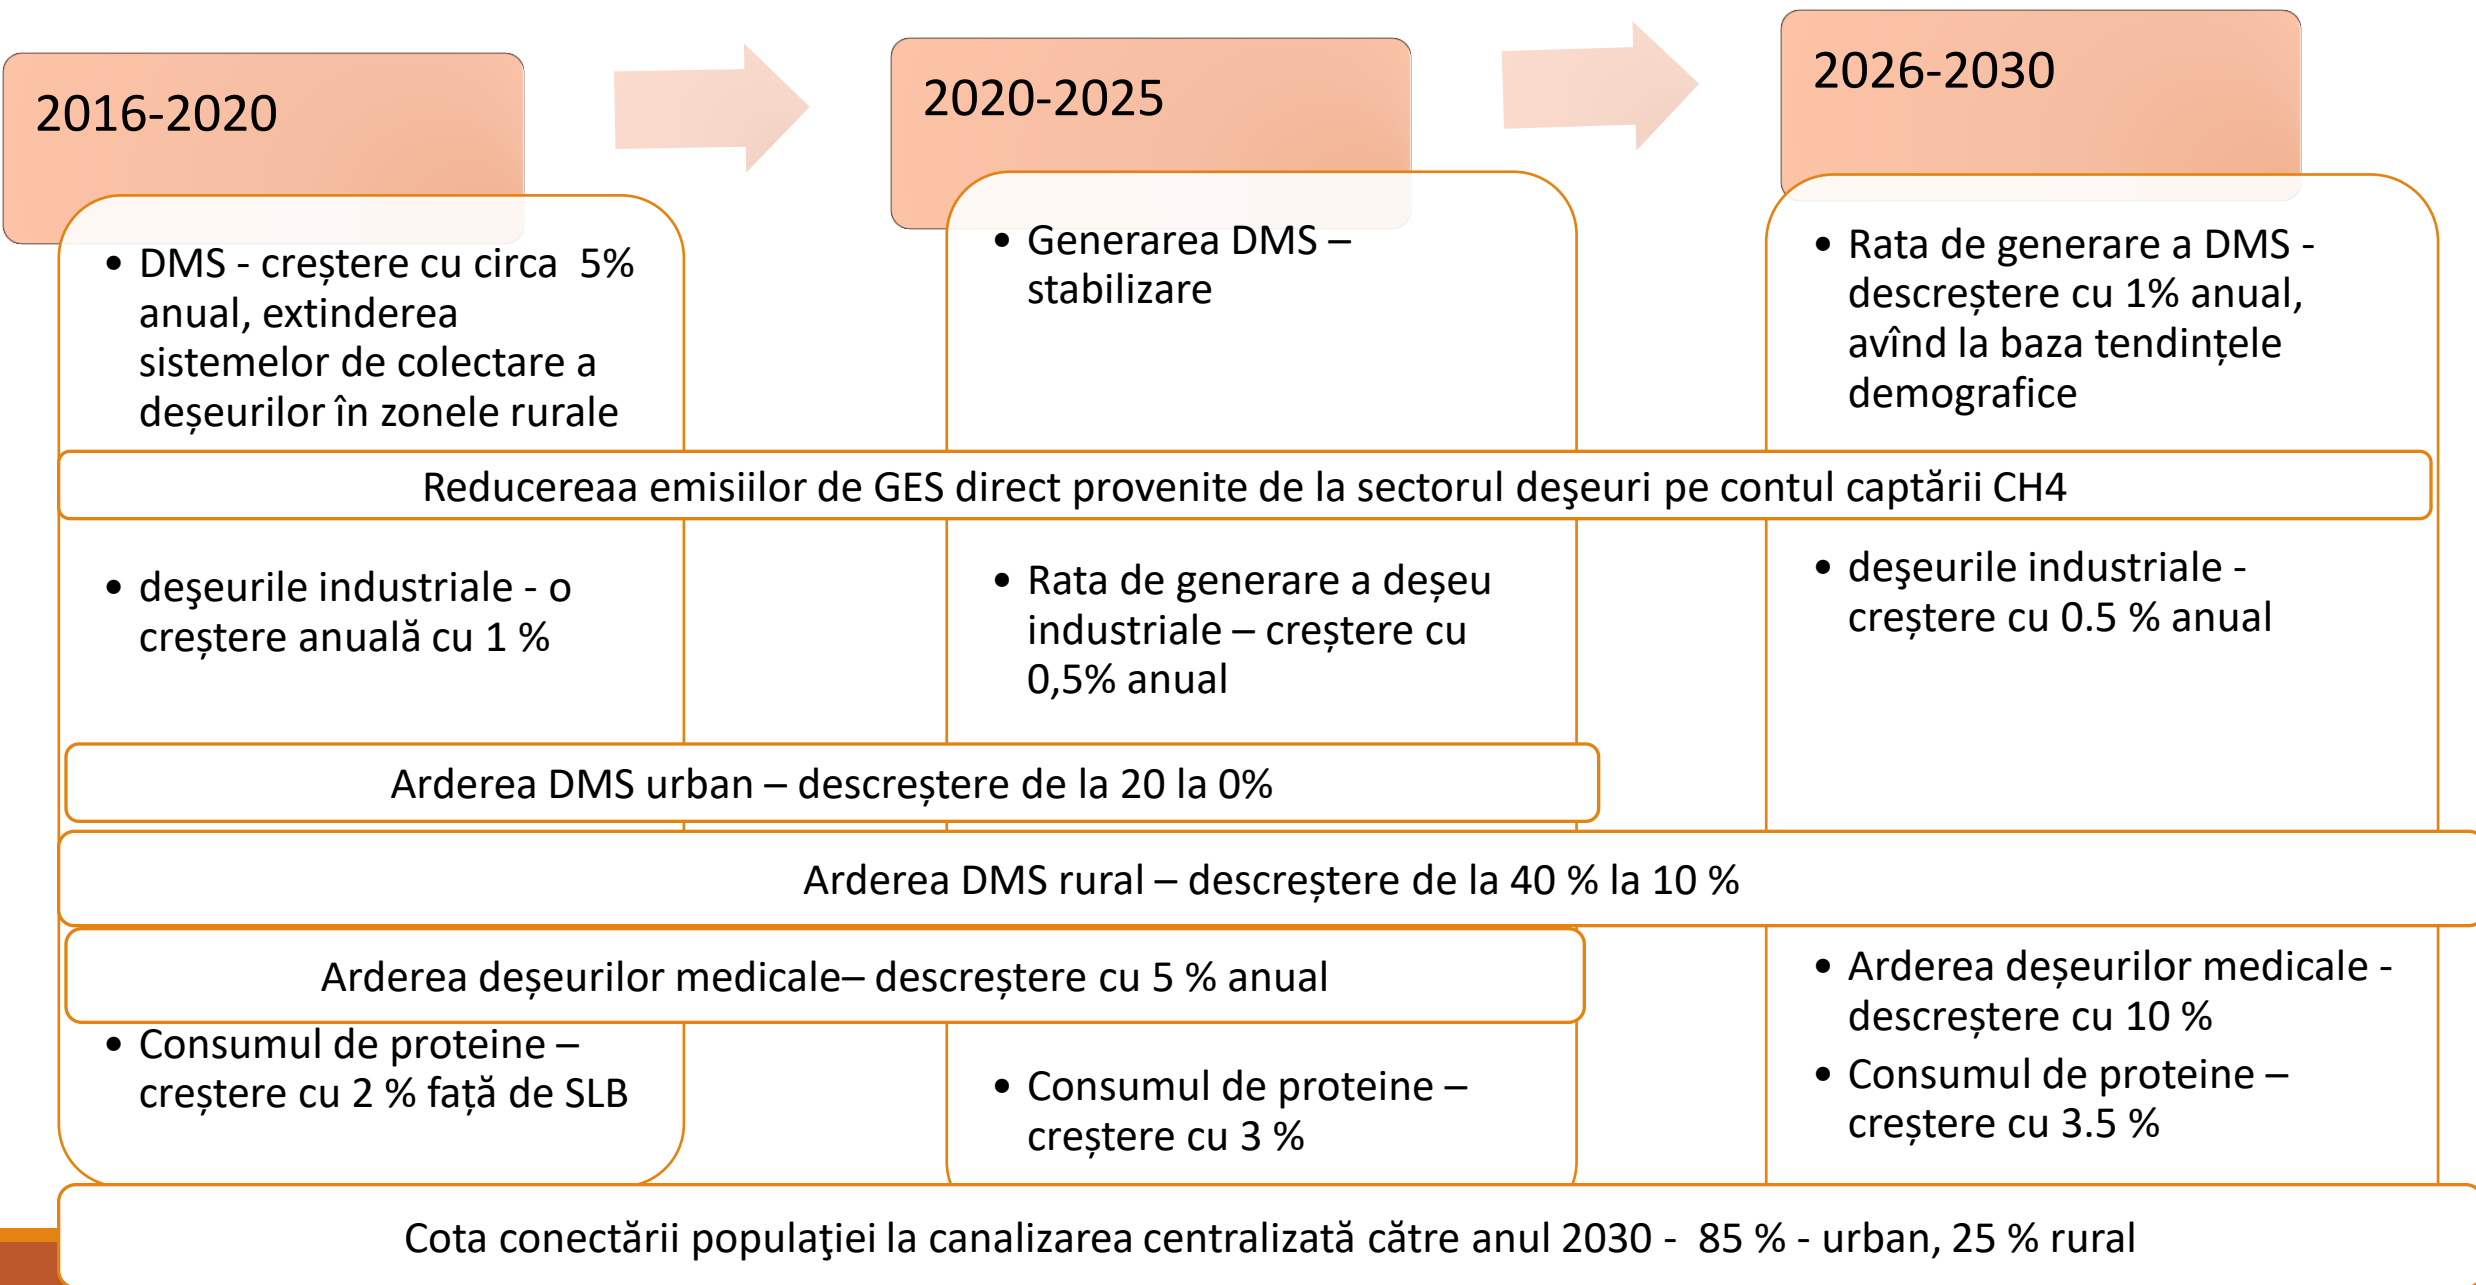 2016-2020
• DMS - creștere cu circa  5%
anual, extinderea
sistemelor de colectare a
deșeurilor în zonele rurale
2020-2025
• Generarea DMS –
stabilizare
2026-2030
• Rata de generare a DMS -
descreștere cu 1% anual,
avînd la baza tendințele
demografice
Reducereaa emisiilor de GES direct provenite de la sectorul deşeuri pe contul captării CH4
• deşeurile industriale - o
creștere anuală cu 1 %
• Rata de generare a deșeu
industriale – creștere cu
0,5% anual
• deşeurile industriale -
creștere cu 0.5 % anual
Arderea DMS urban – descreștere de la 20 la 0%
Arderea DMS rural – descreștere de la 40 % la 10 %
Arderea deșeurilor medicale– descreștere cu 5 % anual
• Consumul de proteine –
creștere cu 2 % față de SLB
• Consumul de proteine –
creștere cu 3 %
• Arderea deșeurilor medicale -
descreștere cu 10 %
• Consumul de proteine –
creștere cu 3.5 %
Cota conectării populaţiei la canalizarea centralizată către anul 2030 -  85 % - urban, 25 % rural